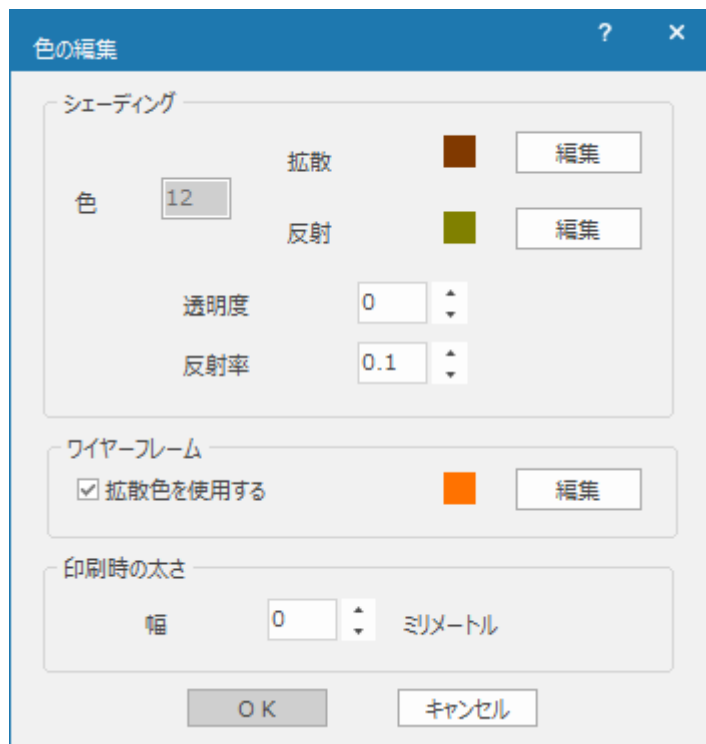 色の編集
? ×
シェーディング
拡散
編集
色
12
反射
編集
透明度
0
反射率
0.1
ワイヤーフレーム
拡散色を使用する
編集
印刷時の太さ
幅
0
ミリメートル
O K
キャンセル